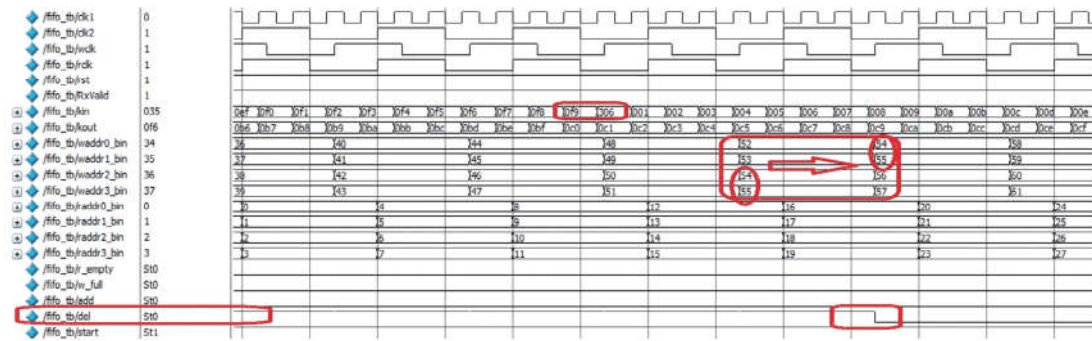 /fifo_tb/clk1 0
/fifo_tb/clk2 1
/fifo_tb/wclk 1
/fifo_tb/rclk 1
/fifo_tb/rst 1
/fifo_tb/RxValid 1
/fifo_tb/kin 035 0ef 0f0 0f1 0f2 0f3 0f4 0f5 0f6 0f7 0f8 0f9 006 001 002 003 004 005 006 007 008 009 00a 00b 00c 00d 00e
/fifo_tb/kout 0f6 0b6 0b7 0b8 0b9 0ba 0bb 0bc 0bd 0be 0bf 0c0 0c1 0c2 0c3 0c4 0c5 0c6 0c7 0c8 0c9 0ca 0cb 0cc 0cd 0ce 0cf
/fifo_tb/waddr0_bin 34 36 40 44 48 52 54 58
/fifo_tb/waddr1_bin 35 37 41 45 49 53 55 59
/fifo_tb/waddr2_bin 36 38 42 46 50 54 56 60
/fifo_tb/waddr3_bin 37 39 43 47 51 55 57 61
/fifo_tb/raddr0_bin 0 0 4 8 12 16 20 24
/fifo_tb/raddr1_bin 1 1 5 9 13 17 21 25
/fifo_tb/raddr2_bin 2 2 6 10 14 18 22 26
/fifo_tb/raddr3_bin 3 3 7 11 15 19 23 27
/fifo_tb/r_empty St0
/fifo_tb/w_full St0
/fifo_tb/add St0
/fifo_tb/del St0
/fifo_tb/start St1